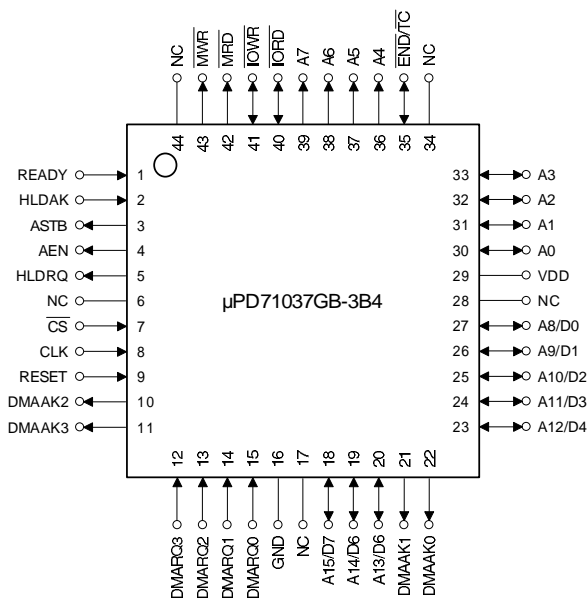 NC
MWR
MRD
IOWR
IORD
A7
A6
A5
A4
END/TC
NC
44
43
42
41
40
39
38
37
36
35
34
READY
1
HLDAK
2
ASTB
3
AEN
4
HLDRQ
5
NC
6
CS
7
CLK
8
RESET
9
DMAAK2
10
DMAAK3
11
µPD71037GB-3B4
33
A3
32
A2
31
A1
30
A0
29
VDD
28
NC
27
A8/D0
26
A9/D1
25
A10/D2
24
A11/D3
23
A12/D4
12
13
14
15
16
17
18
19
20
21
22
DMARQ3
DMARQ2
DMARQ1
DMARQ0
GND
NC
A15/D7
A14/D6
A13/D6
DMAAK1
DMAAK0